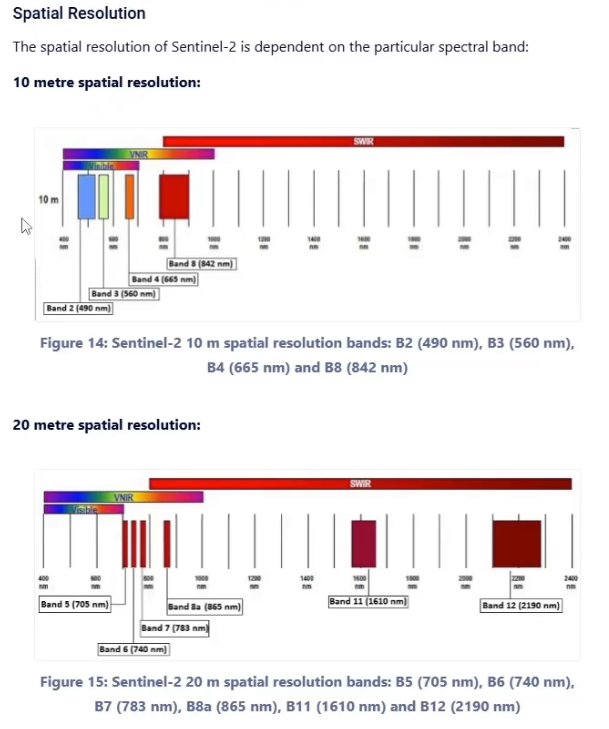 Spatial Resolution
The spatial resolution of Sentinel-2 is dependent on the particular spectral band:
10 metre spatial resolution:
SWIR
VNIR
Visible
10 m
400 nm 600 nm 800 nm 1000 nm 1200 nm 1400 nm 1600 nm 1800 nm 2000 nm 2200 nm 2400 nm
Band 8 (842 nm)
Band 4 (665 nm)
Band 3 (560 nm)
Band 2 (490 nm)
Figure 14: Sentinel-2 10 m spatial resolution bands: B2 (490 nm), B3 (560 nm),
B4 (665 nm) and B8 (842 nm)
20 metre spatial resolution:
SWIR
VNIR
Visible
400 nm 600 nm 800 nm 1000 nm 1200 nm 1400 nm 1600 nm 1800 nm 2000 nm 2200 nm 2400 nm
Band 5 (705 nm)
Band 8a (865 nm)
Band 11 (1610 nm)
Band 12 (2190 nm)
Band 7 (783 nm)
Band 6 (740 nm)
Figure 15: Sentinel-2 20 m spatial resolution bands: B5 (705 nm), B6 (740 nm),
B7 (783 nm), B8a (865 nm), B11 (1610 nm) and B12 (2190 nm)